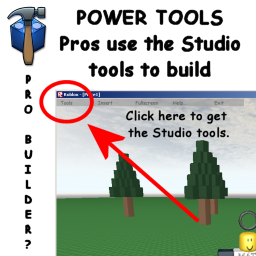 POWER TOOLS
Pros use the Studio
tools to build
PRO BUILDER?
Roblox - [Place1]
Tools Insert Fullscreen Help... Exit
Click here to get
the Studio tools.